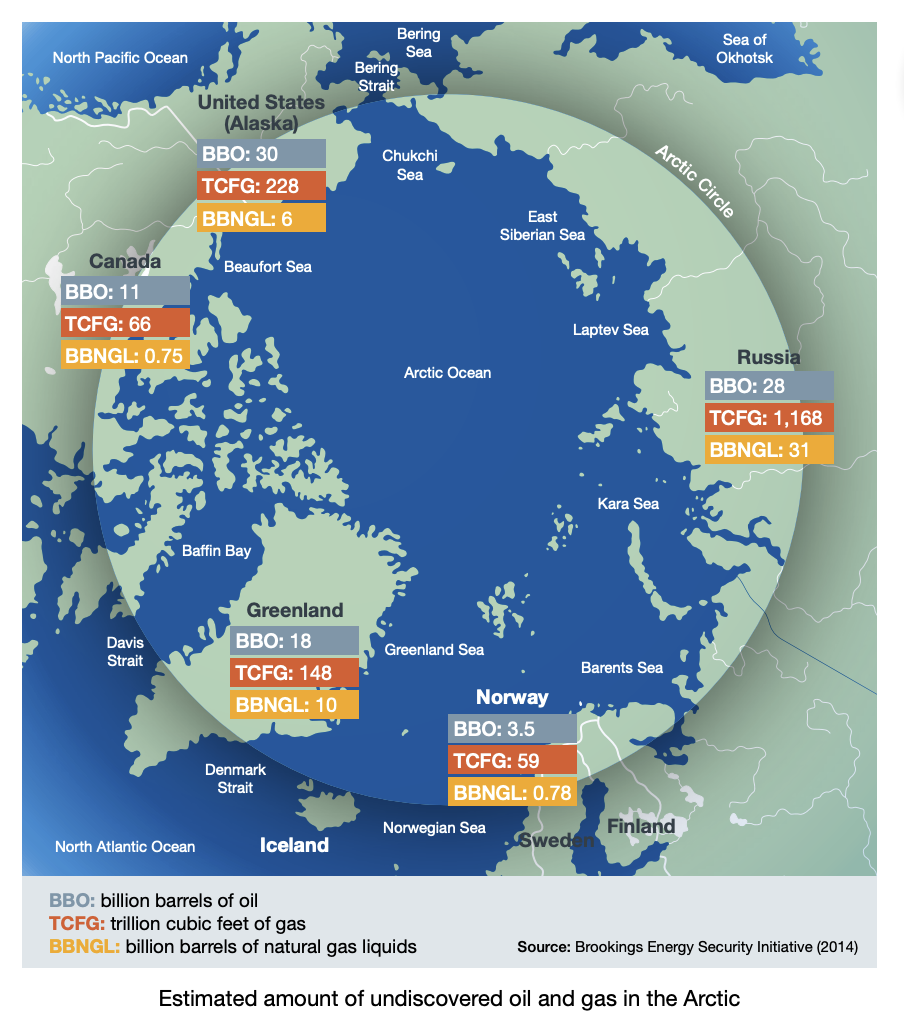 North Pacific Ocean
Bering
Sea
Bering
Strait
Sea of
Okhotsk
United States
(Alaska)
BBO: 30
TCFG: 228
BBNGL: 6
Chukchi
Sea
Arctic Circle
East
Siberian Sea
Beaufort Sea
Canada
BBO: 11
TCFG: 66
BBNGL: 0.75
Laptev Sea
Arctic Ocean
Russia
BBO: 28
TCFG: 1,168
BBNGL: 31
Kara Sea
Baffin Bay
Greenland
BBO: 18
TCFG: 148
BBNGL: 10
Davis
Strait
Greenland Sea
Barents Sea
Norway
BBO: 3.5
TCFG: 59
BBNGL: 0.78
Denmark
Strait
Norwegian Sea
Finland
Sweden
Iceland
North Atlantic Ocean
BBO: billion barrels of oil
TCFG: trillion cubic feet of gas
BBNGL: billion barrels of natural gas liquids
Source: Brookings Energy Security Initiative (2014)
Estimated amount of undiscovered oil and gas in the Arctic